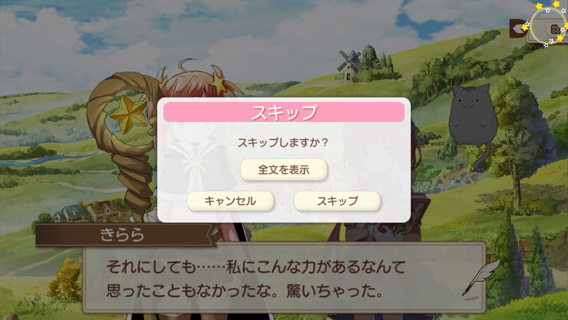 スキップ
スキップしますか？
全文を表示
キャンセル
スキップ
きらら
それにしても……私にこんな力があるなんて
思ったこともなかったな。驚いちゃった。